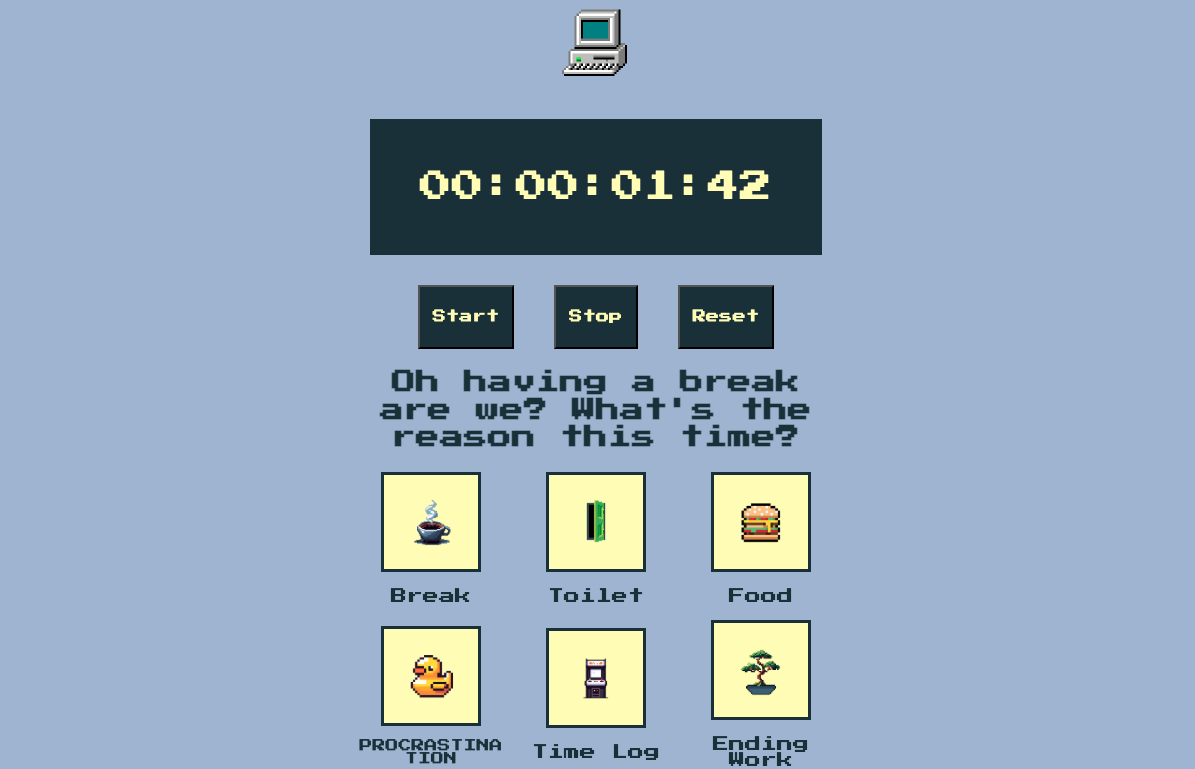 00:00:01:42
Start Stop Reset
Oh having a break
are we? What's the
reason this time?
Break Toilet Food
PROCRASTINA
TION
Time Log
Ending
Work